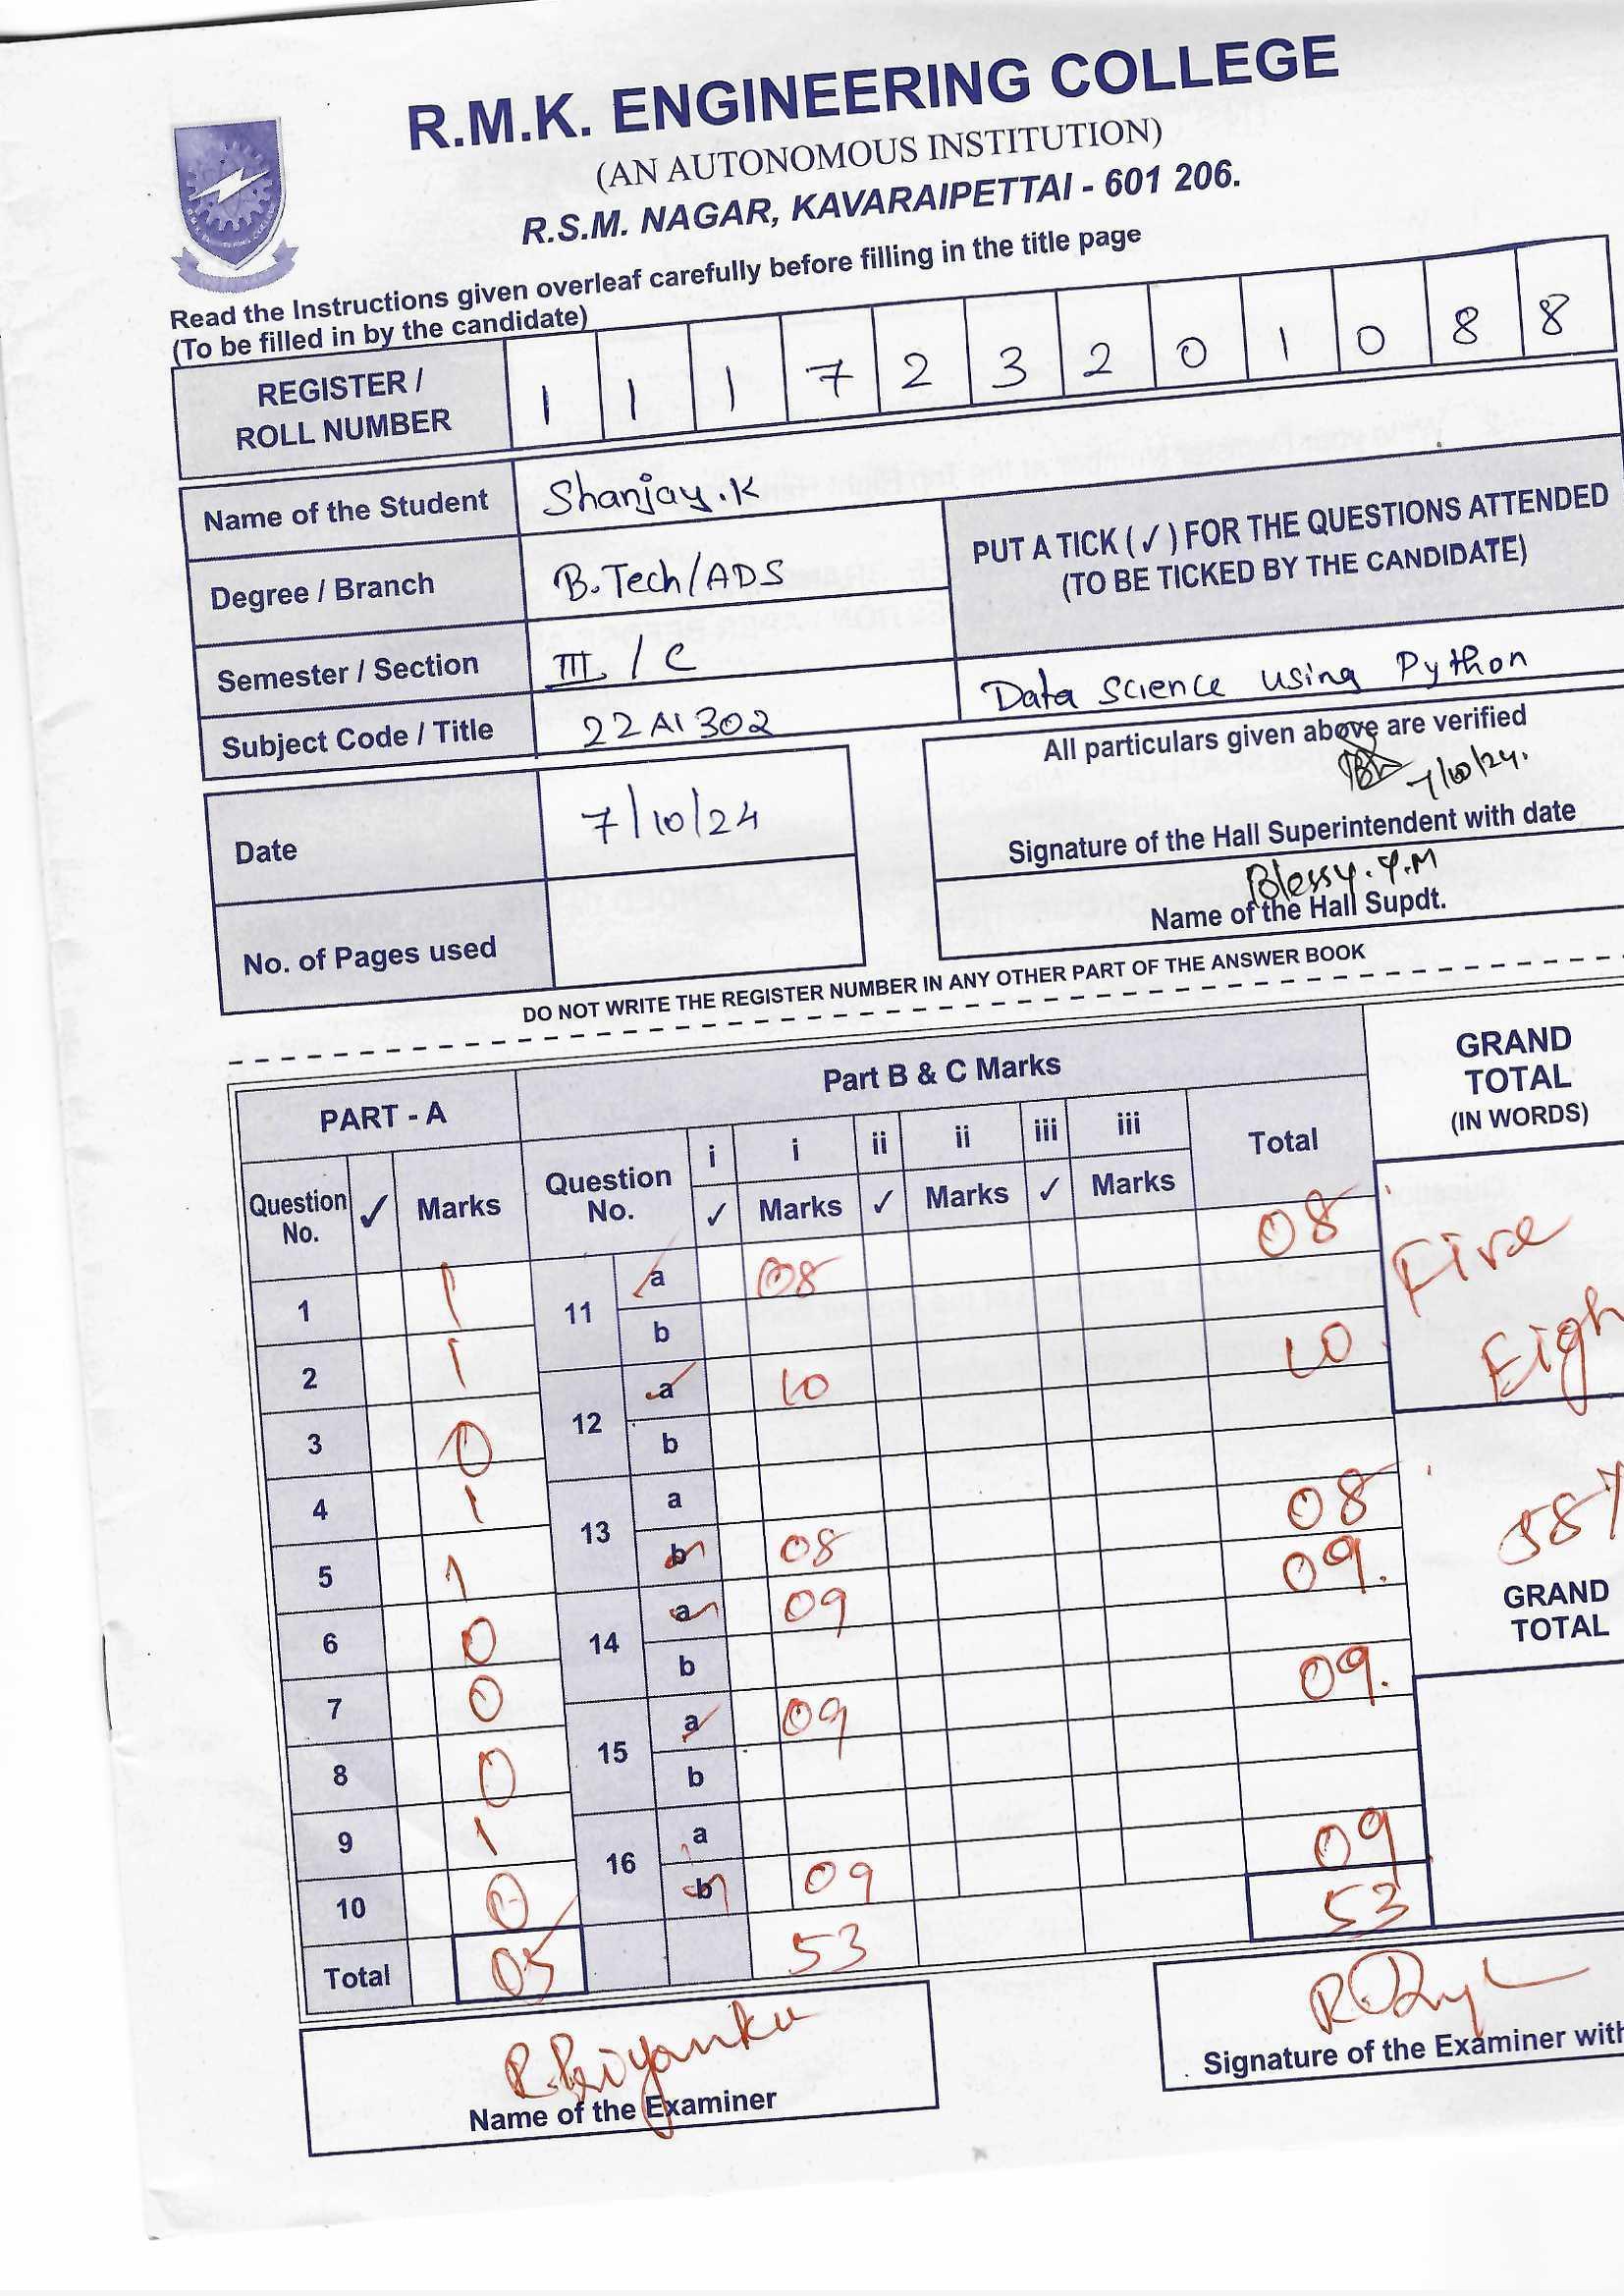 R.M.K. ENGINEERING COLLEGE
(AN AUTONOMOUS INSTITUTION)
R.S.M. NAGAR, KAVARAIPETTAI - 601 206.
Read the Instructions given overleaf carefully before filling in the title page
(To be filled in by the candidate)
REGISTER / ROLL NUMBER 1 1 1 7 2 3 2 0 1 0 8 8
Name of the Student Shanjay.K
PUT A TICK (✓) FOR THE QUESTIONS ATTENDED
(TO BE TICKED BY THE CANDIDATE)
Degree / Branch B.Tech/ADS
Semester / Section III / C
Subject Code / Title 22AI302 Data Science using Python
All particulars given above are verified
7/10/24.
Signature of the Hall Superintendent with date
Date 7/10/24
Blessy.Y.M
Name of the Hall Supdt.
No. of Pages used
DO NOT WRITE THE REGISTER NUMBER IN ANY OTHER PART OF THE ANSWER BOOK
PART - A Part B & C Marks GRAND TOTAL (IN WORDS)
Question No. ✓ Marks Question No. i ✓ i Marks ii ✓ ii Marks iii ✓ iii Marks Total
1 1 11 a 08 08
b
2 1 12 a 10 10
3 0 b
4 1 13 a
5 1 b 08 08
6 0 14 a 09 09.
b
7 0 15 a 09 09.
8 0 b
9 1 16 a
10 0 b 09 09
Total 05 53 53
Five
Eigh
58
GRAND
TOTAL
R.Priyanka
Name of the Examiner
Signature of the Examiner with